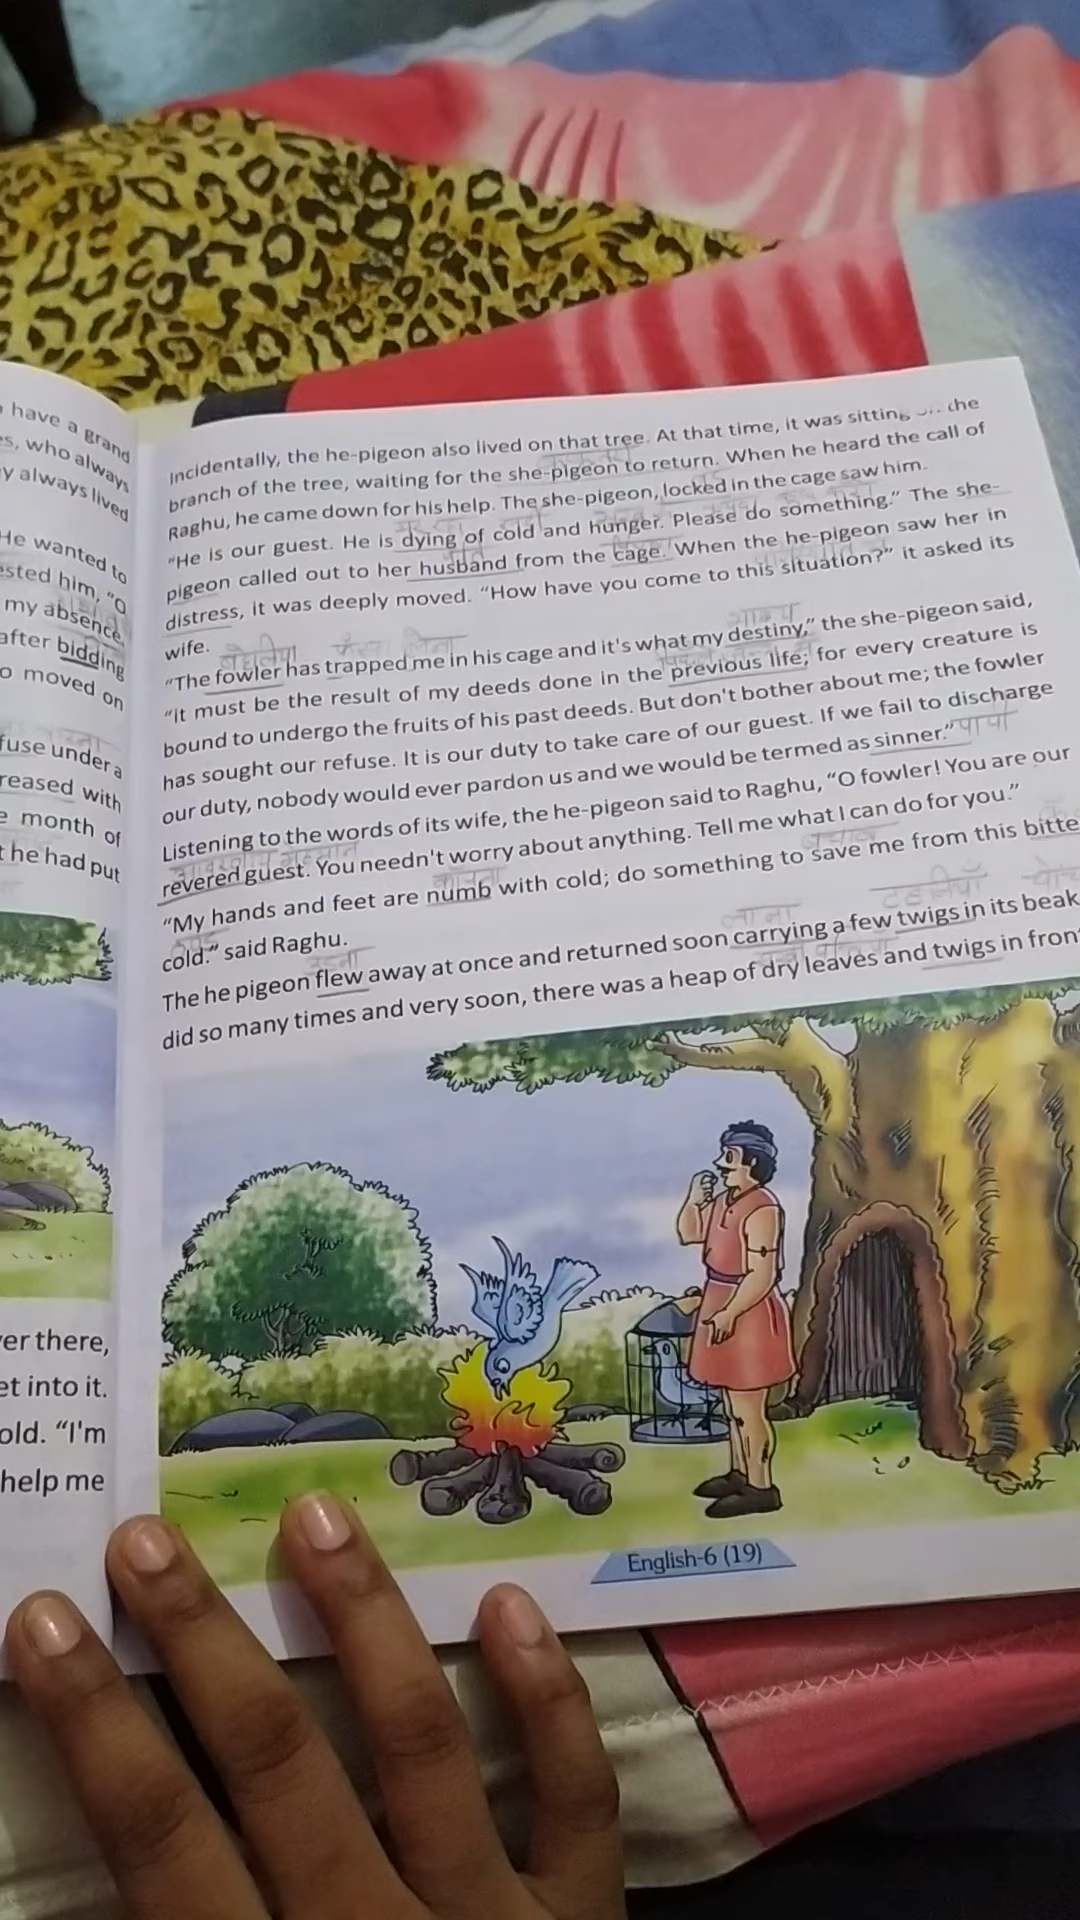 have a grand
es, who always
y always lived
He wanted to
ested him, "O
my absence,
after bidding
o moved on
fuse under a
reased with
e month of
t he had put
er there,
et into it.
old. "I'm
help me
Incidentally, the he-pigeon also lived on that tree. At that time, it was sitting the
branch of the tree, waiting for the she-pigeon to return. When he heard the call of
Raghu, he came down for his help. The she-pigeon, locked in the cage saw him.
"He is our guest. He is dying of cold and hunger. Please do something." The she-
pigeon called out to her husband from the cage. When the he-pigeon saw her in
distress, it was deeply moved. "How have you come to this situation?" it asked its
wife.
भाग्य
"The fowler has trapped me in his cage and it's what my destiny," the she-pigeon said,
"it must be the result of my deeds done in the previous life; for every creature is
bound to undergo the fruits of his past deeds. But don't bother about me; the fowler
has sought our refuse. It is our duty to take care of our guest. If we fail to discharge
our duty, nobody would ever pardon us and we would be termed as sinner." पापी
Listening to the words of its wife, the he-pigeon said to Raghu, "O fowler! You are our
revered guest. You needn't worry about anything. Tell me what I can do for you."
"My hands and feet are numb with cold; do something to save me from this bitte
cold." said Raghu.
लाना टहनियाँ चोंच
The he pigeon flew away at once and returned soon carrying a few twigs in its beak
did so many times and very soon, there was a heap of dry leaves and twigs in fron
English-6 (19)